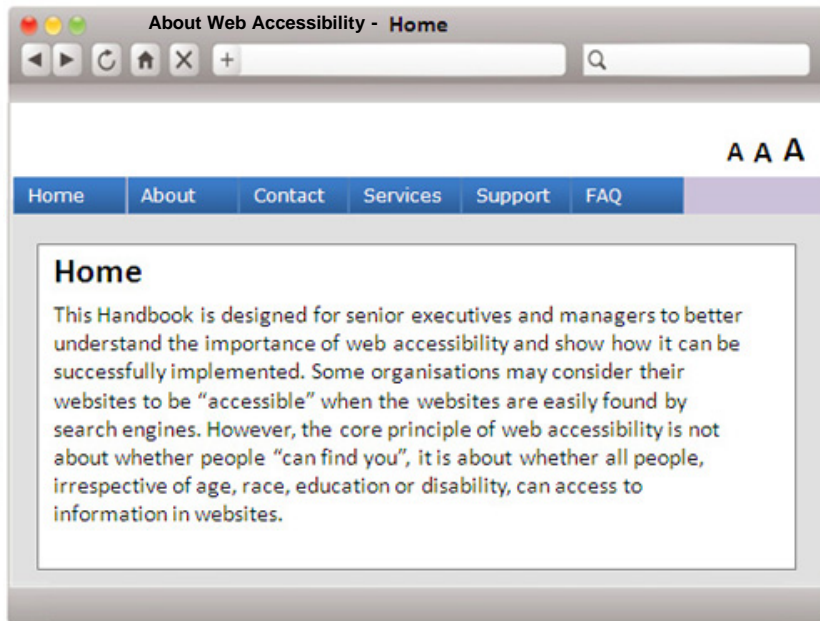 About Web Accessibility - Home
A A A
Home About Contact Services Support FAQ
Home
This Handbook is designed for senior executives and managers to better
understand the importance of web accessibility and show how it can be
successfully implemented. Some organisations may consider their
websites to be “accessible” when the websites are easily found by
search engines. However, the core principle of web accessibility is not
about whether people “can find you”, it is about whether all people,
irrespective of age, race, education or disability, can access to
information in websites.